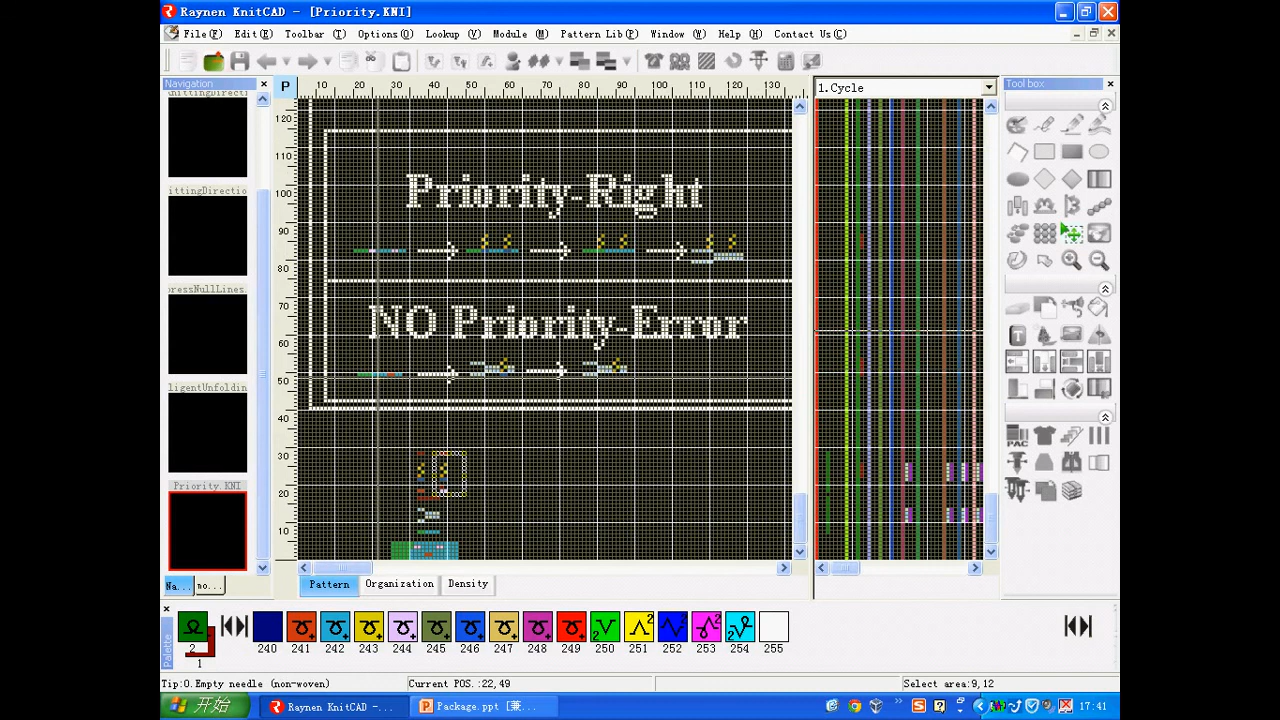 Raynen KnitCAD - [Priority.KNI]
File(F) Edit(E) Toolbar (T) Options(O) Lookup(V) Module (M) Pattern Lib(P) Window (W) Help (H) Contact Us(C)
Navigation
P
20 30 40 50 60 70 80 90 100 110 120 130
1.Cycle
Tool box
120
110
100
90
80
70
60
50
40
30
20
10
Priority-Right
NO Priority-Error
Priority.KNI
Na... no...
Pattern Organization Density
Palette
2
1
240 241 242 243 244 245 246 247 248 249 250 251 252 253 254 255
Tip:0.Empty needle (non-woven) Current POS.:22,49 Select area:9,12
开始 Raynen KnitCAD -... Package.ppt [兼... 17:41